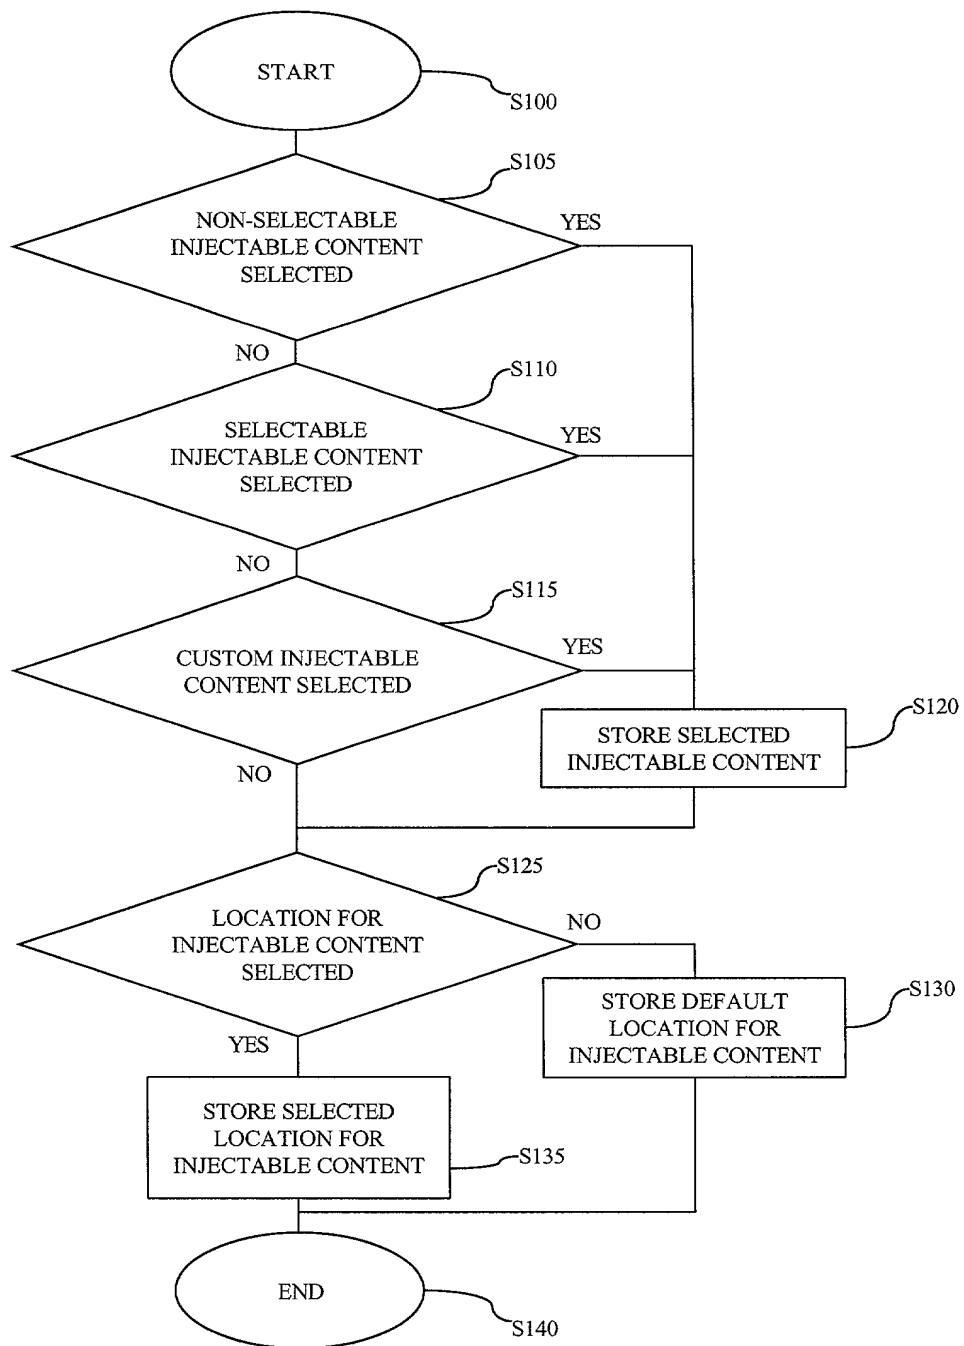 START
S100
S105
NON-SELECTABLE
INJECTABLE CONTENT
SELECTED
YES
NO
S110
SELECTABLE
INJECTABLE CONTENT
SELECTED
YES
NO
S115
CUSTOM INJECTABLE
CONTENT SELECTED
YES
NO
S120
STORE SELECTED
INJECTABLE CONTENT
S125
LOCATION FOR
INJECTABLE CONTENT
SELECTED
NO
YES
S130
STORE DEFAULT
LOCATION FOR
INJECTABLE CONTENT
STORE SELECTED
LOCATION FOR
INJECTABLE CONTENT
S135
END
S140